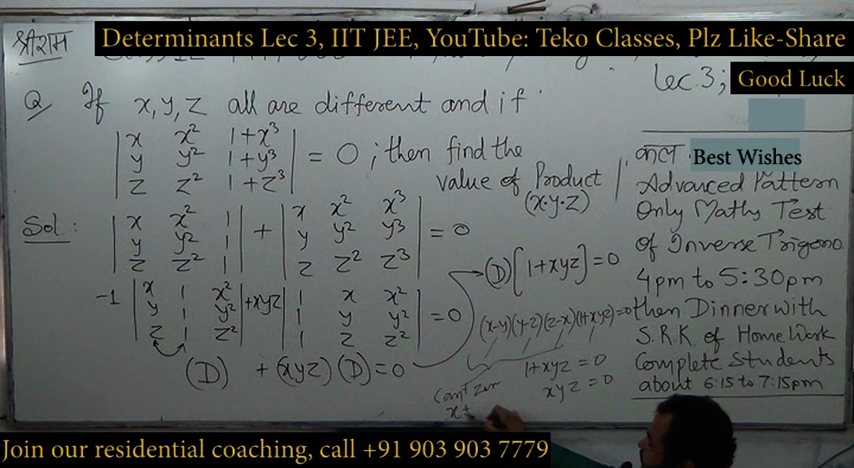 श्रीराम
Determinants Lec 3, IIT JEE, YouTube: Teko Classes, Plz Like-Share
Lec. 3;
Good Luck
Q If x, y, z all are different and if
| x x² 1+x³ |
| y y² 1+y³ | = 0 ; then find the
| z z² 1+z³ | value of Product
(x·y·z)
Sol:
| x x² 1 | + | x x² x³ |
| y y² 1 | | y y² y³ | = 0
| z z² 1 | | z z² z³ |
-1 | x 1 x² | +xyz | 1 x x² |
| y 1 y² | | 1 y y² | = 0
| z 1 z² | | 1 z z² |
(D) + (xyz) (D) = 0
(D) [1+xyz] = 0
(x-y)(y-z)(z-x)(1+xyz)=0
1+xyz = 0
xyz = 0
Can't zero
x≠
कल
Best Wishes
Advanced Pattern
Only Maths Test
of Inverse Trigono
4pm to 5:30pm
than Dinner with
S.R.K. of Home Work
Complete Students
about 6:15 to 7:15pm
Join our residential coaching, call +91 903 903 7779